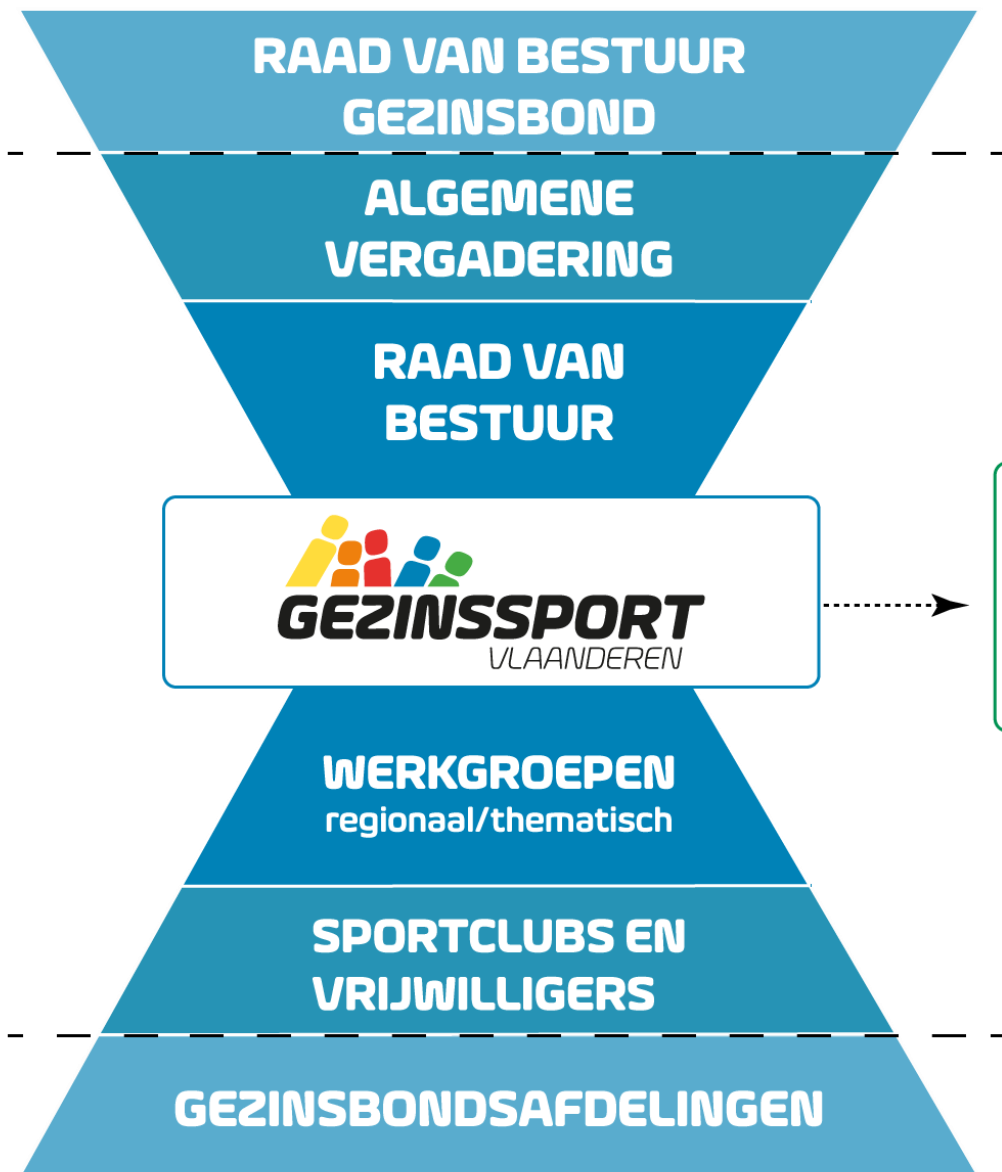 RAAD VAN BESTUUR
GEZINSBOND
ALGEMENE
VERGADERING
RAAD VAN
BESTUUR
GEZINSSPORT
VLAANDEREN
WERKGROEPEN
regionaal/thematisch
SPORTCLUBS EN
VRIJWILLIGERS
GEZINSBONDSAFDELINGEN